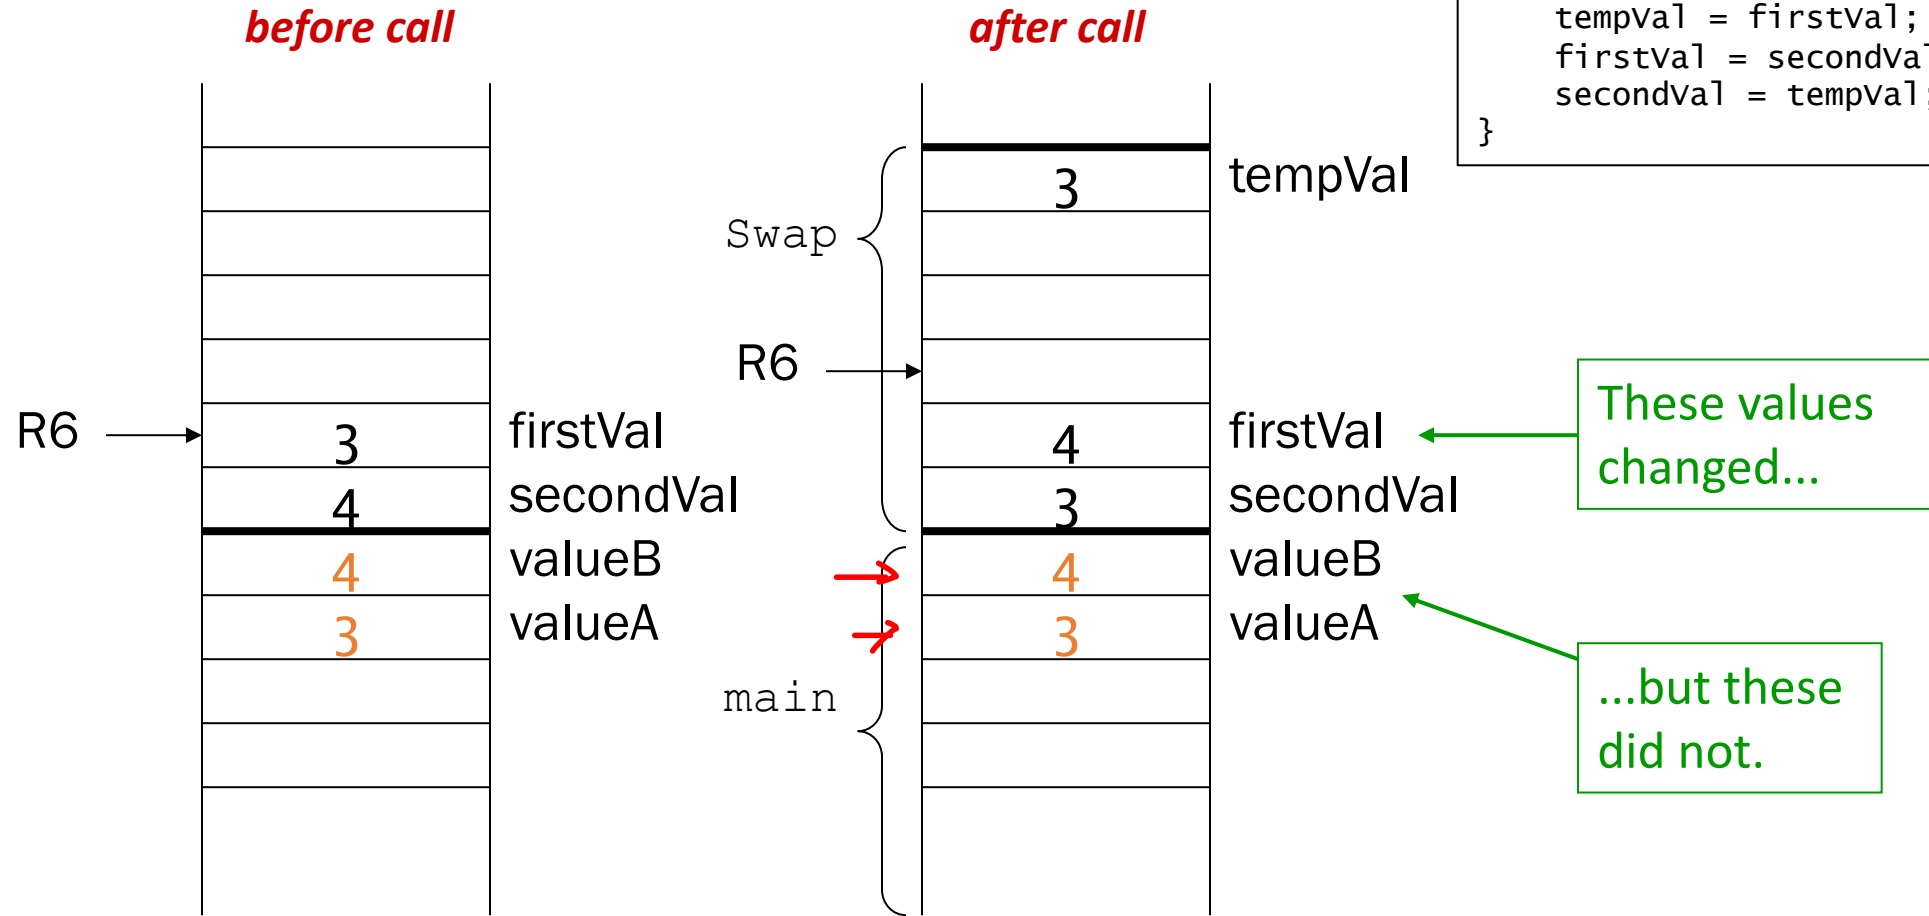 before call
after call
tempVal = firstVal;
firstVal = secondVal
secondVal = tempVal;
}
3
tempVal
Swap
R6
R6
3
firstVal
4
firstVal
These values
changed...
4
secondVal
3
secondVal
4
valueB
4
valueB
3
valueA
3
valueA
main
...but these
did not.